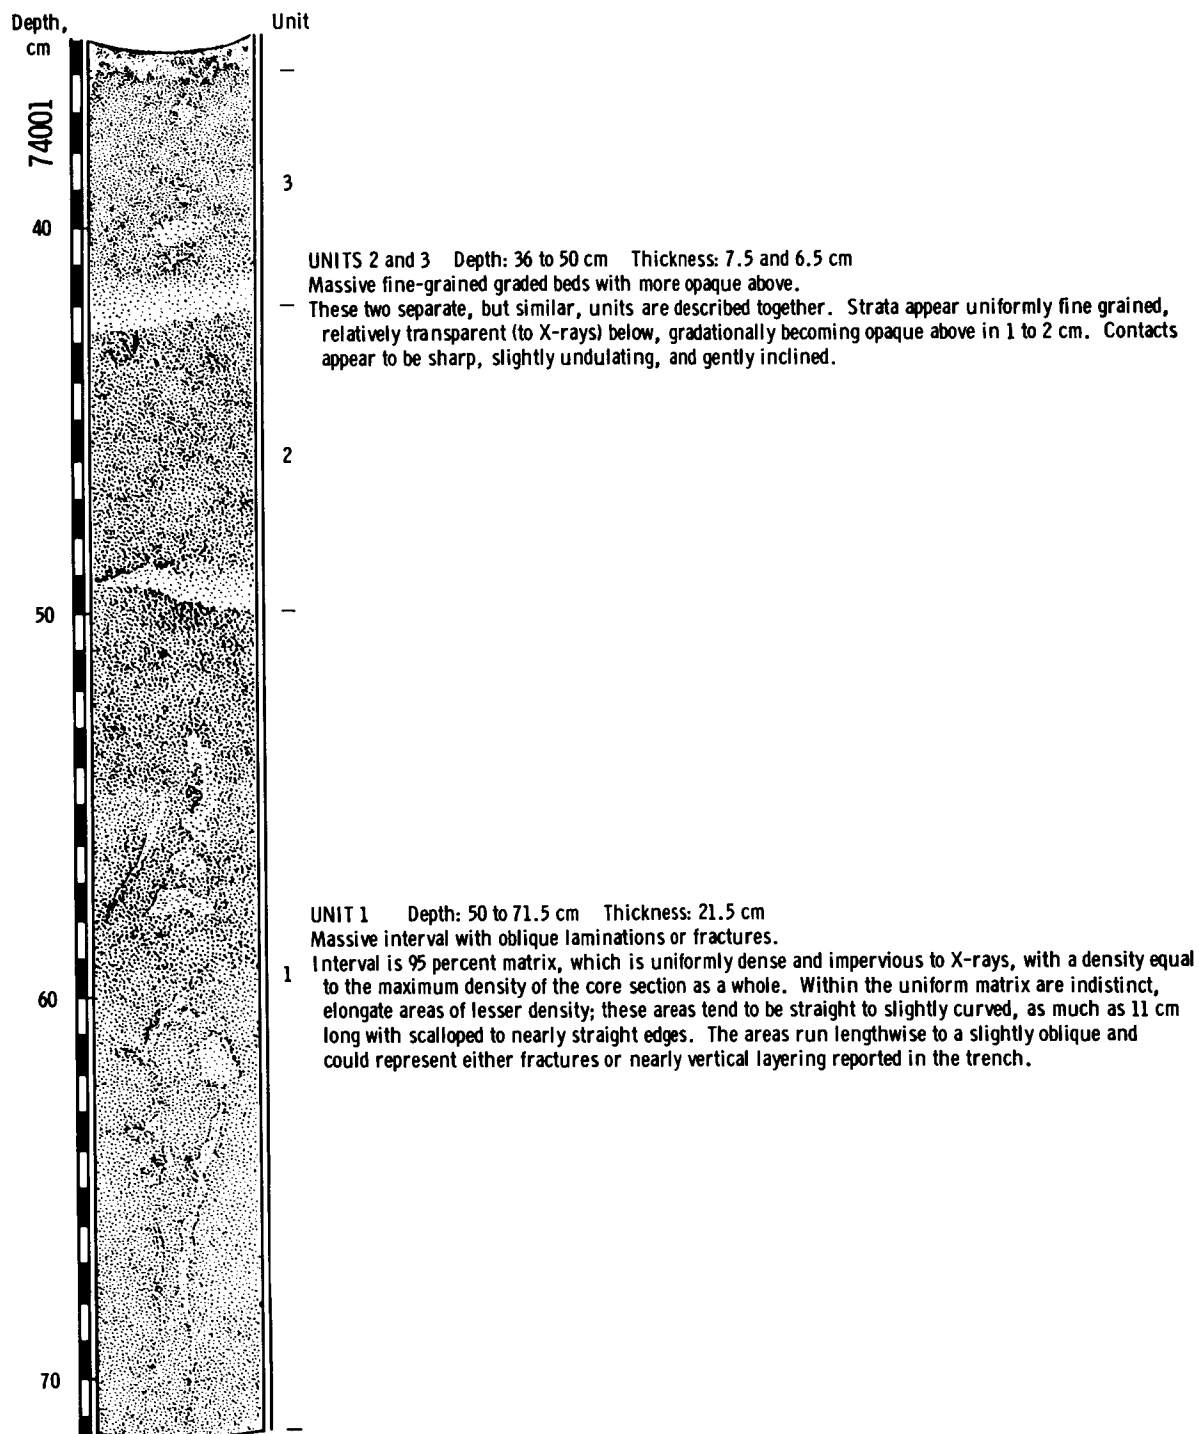 Depth, Unit
cm
74001
3
40
UNITS 2 and 3 Depth: 36 to 50 cm Thickness: 7.5 and 6.5 cm
Massive fine-grained graded beds with more opaque above.
These two separate, but similar, units are described together. Strata appear uniformly fine grained,
relatively transparent (to X-rays) below, gradationally becoming opaque above in 1 to 2 cm. Contacts
appear to be sharp, slightly undulating, and gently inclined.
2
50
UNIT 1 Depth: 50 to 71.5 cm Thickness: 21.5 cm
Massive interval with oblique laminations or fractures.
Interval is 95 percent matrix, which is uniformly dense and impervious to X-rays, with a density equal
1
to the maximum density of the core section as a whole. Within the uniform matrix are indistinct,
60
elongate areas of lesser density; these areas tend to be straight to slightly curved, as much as 11 cm
long with scalloped to nearly straight edges. The areas run lengthwise to a slightly oblique and
could represent either fractures or nearly vertical layering reported in the trench.
70